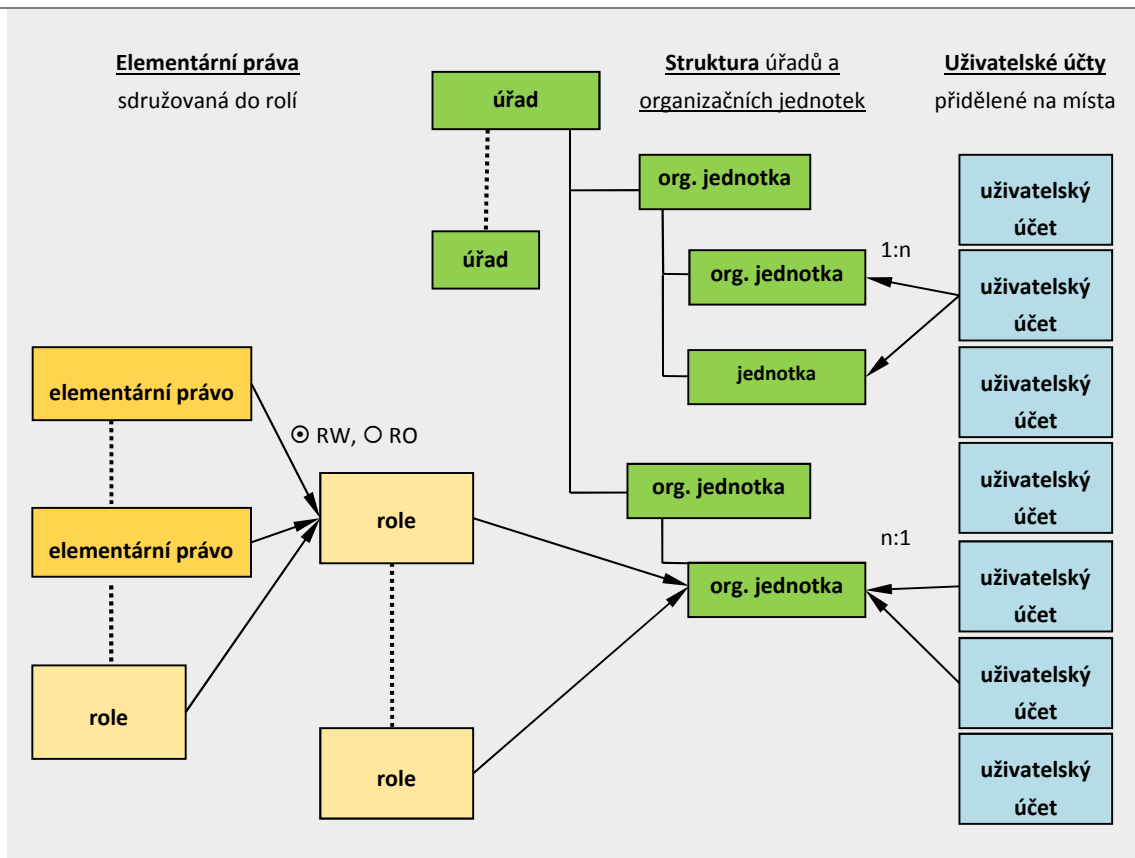 Elementární práva
sdružovaná do rolí
Struktura úřadů a
organizačních jednotek
Uživatelské účty
přidělené na místa
úřad
úřad
org. jednotka
org. jednotka
jednotka
org. jednotka
org. jednotka
1:n
n:1
uživatelský
účet
uživatelský
účet
uživatelský
účet
uživatelský
účet
uživatelský
účet
uživatelský
účet
uživatelský
účet
elementární právo
elementární právo
role
RW, RO
role
role